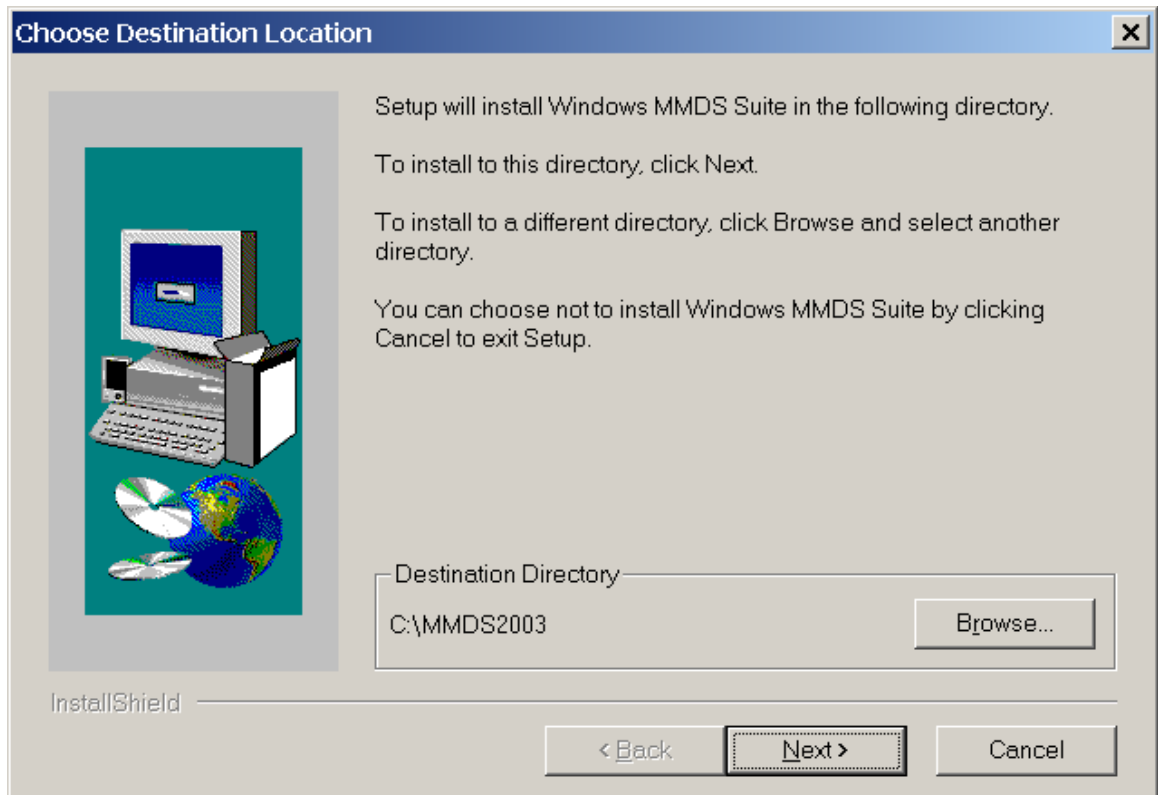 Choose Destination Location
Setup will install Windows MMDS Suite in the following directory.
To install to this directory, click Next.
To install to a different directory, click Browse and select another
directory.
You can choose not to install Windows MMDS Suite by clicking
Cancel to exit Setup.
Destination Directory
C:\MMDS2003
Browse...
InstallShield
< Back
Next >
Cancel